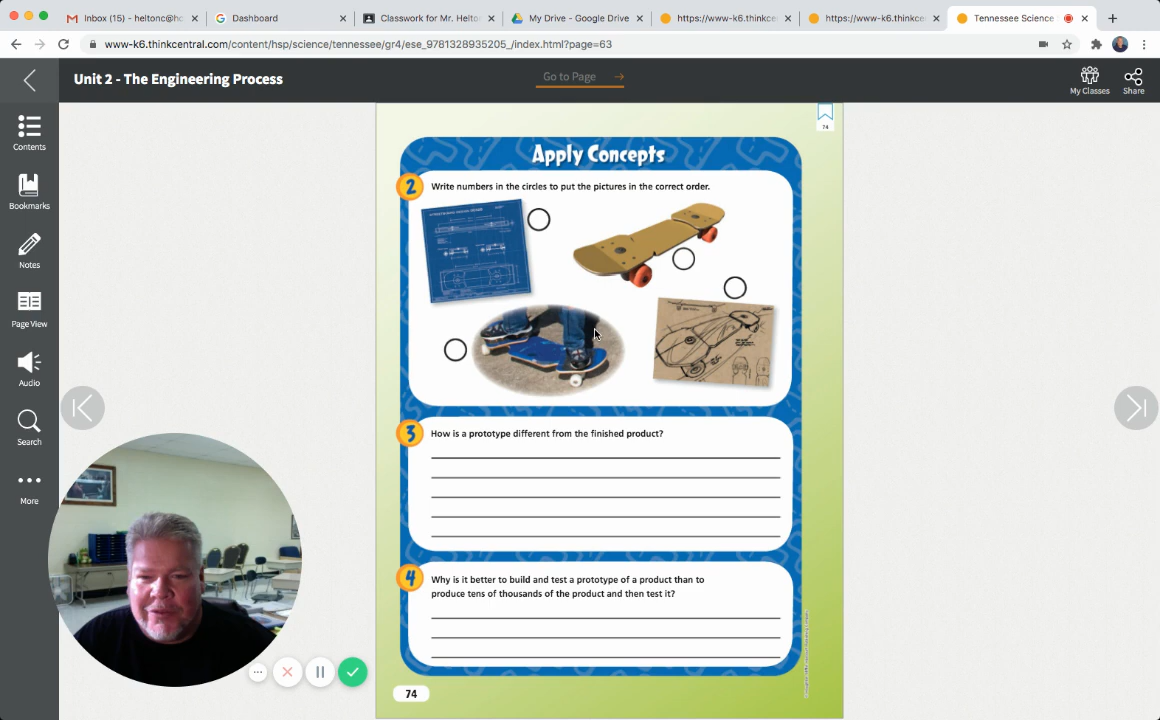 Inbox (15) - heltonc@hc
Dashboard
Classwork for Mr. Helto
My Drive - Google Drive
https://www-k6.thinkce
https://www-k6.thinkce
Tennessee Science
www-k6.thinkcentral.com/content/hsp/science/tennessee/gr4/ese_9781328935205_/index.html?page=63
Unit 2 - The Engineering Process
Go to Page
My Classes
Share
Contents
Bookmarks
Notes
Page View
Audio
Search
More
74
Apply Concepts
2
Write numbers in the circles to put the pictures in the correct order.
3
How is a prototype different from the finished product?
4
Why is it better to build and test a prototype of a product than to
produce tens of thousands of the product and then test it?
74